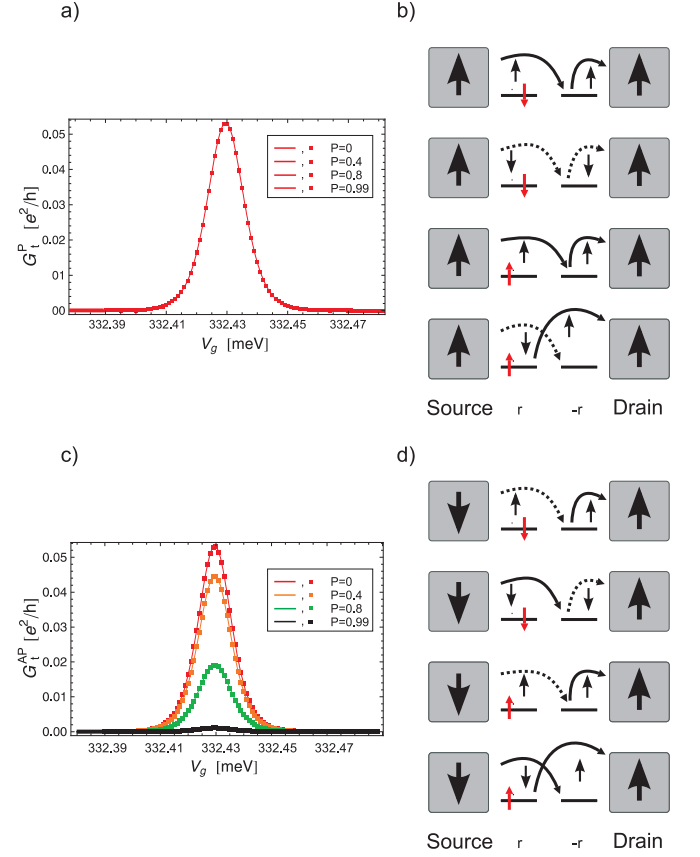 a)
b)
0.05
0.04
0.03
0.02
01
00
G_t^P [e²/h]
, P=0
, P=0.4
, P=0.8
, P=0.99
332.39 332.41 332.43 332.45 332.47
V_g [meV]
Source r -r Drain
c)
d)
0.05
0.04
0.03
0.02
0.01
0.00
G_t^AP [e²/h]
, P=0
, P=0.4
, P=0.8
, P=0.99
332.39 332.41 332.43 332.45 332.47
V_g [meV]
Source r -r Drain